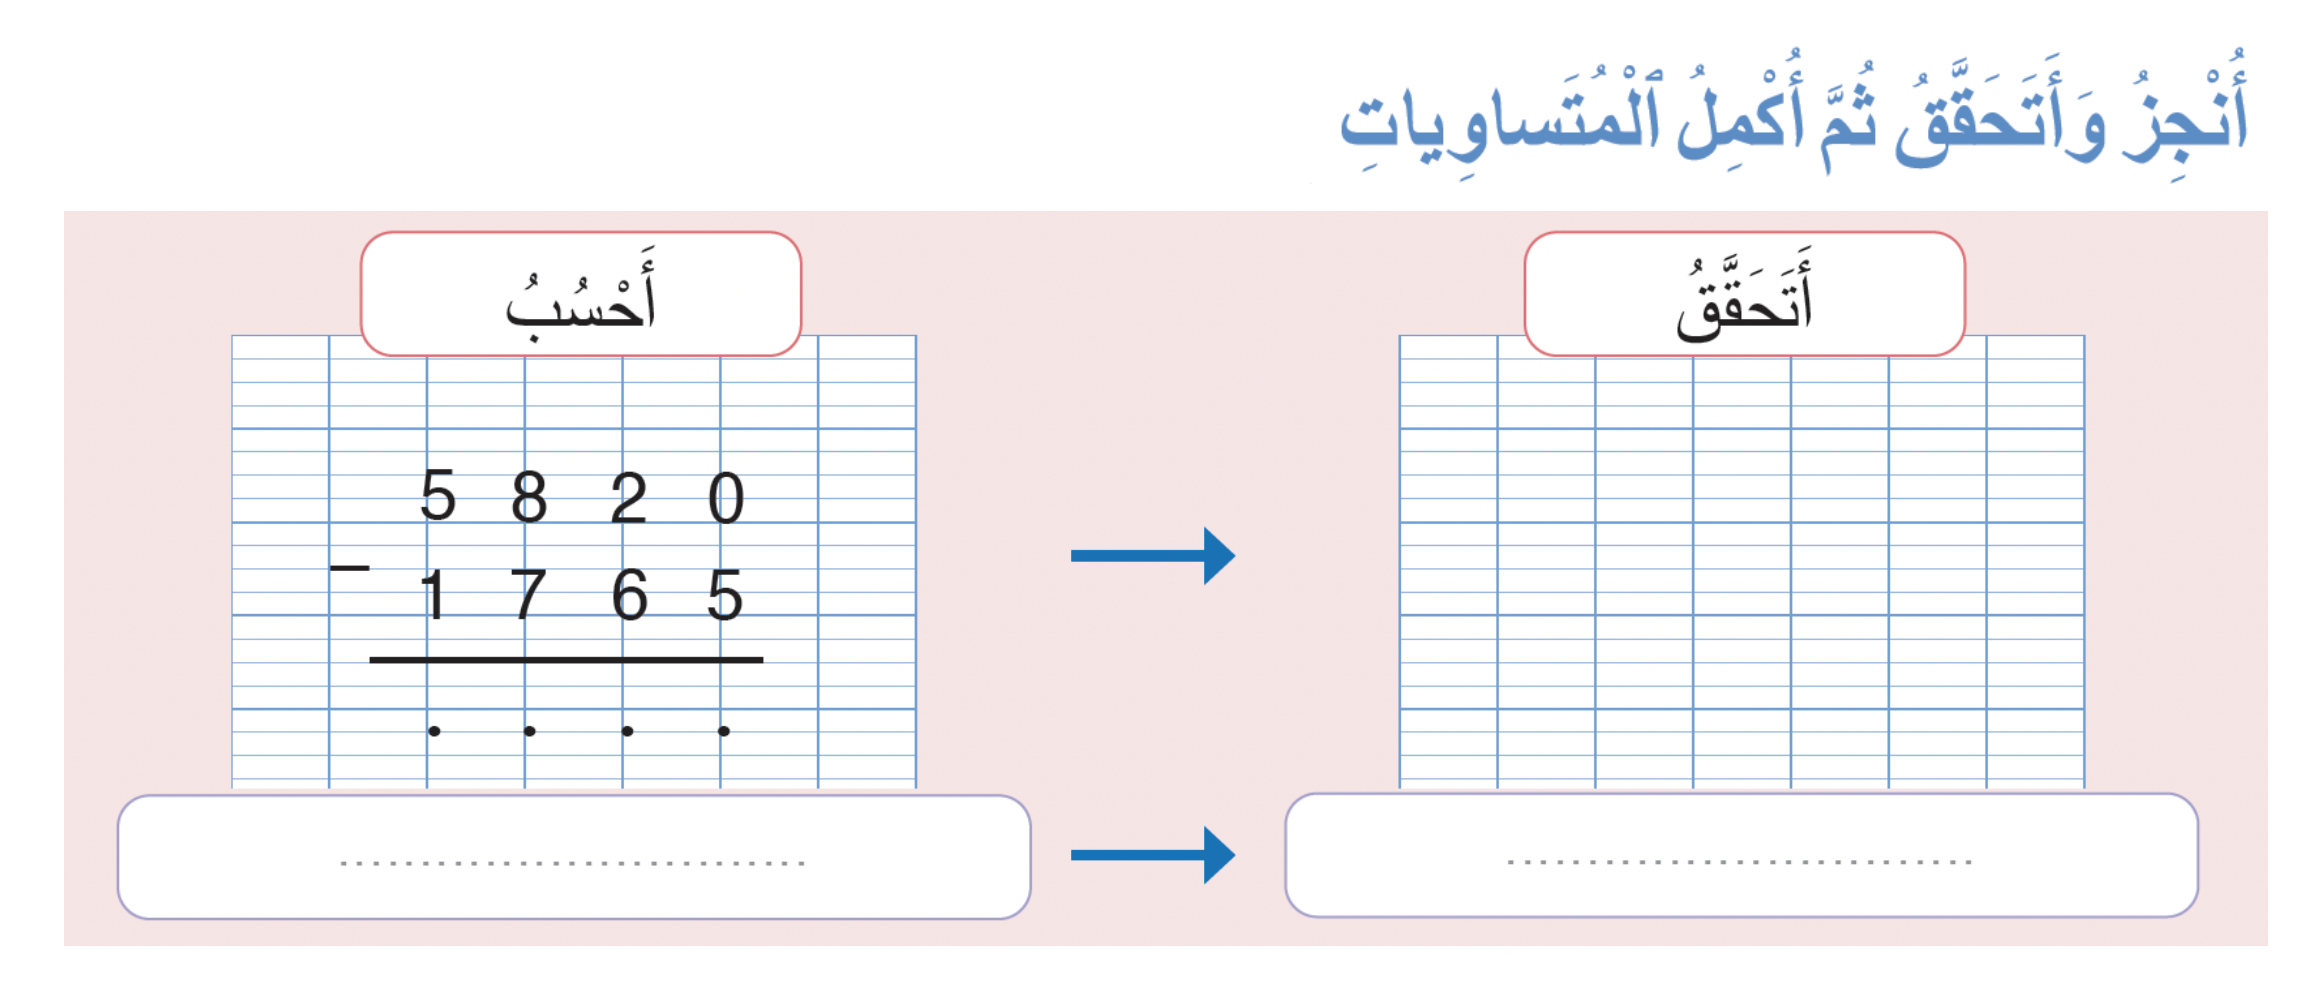 أُنْجِزُ وَأَتَحَقَّقُ ثُمَّ أُكْمِلُ ٱلْمُتَساوِياتِ
أَحْسُبُ
أَتَحَقَّقُ
5 8 2 0
− 1 7 6 5
. . . .
............................. .............................